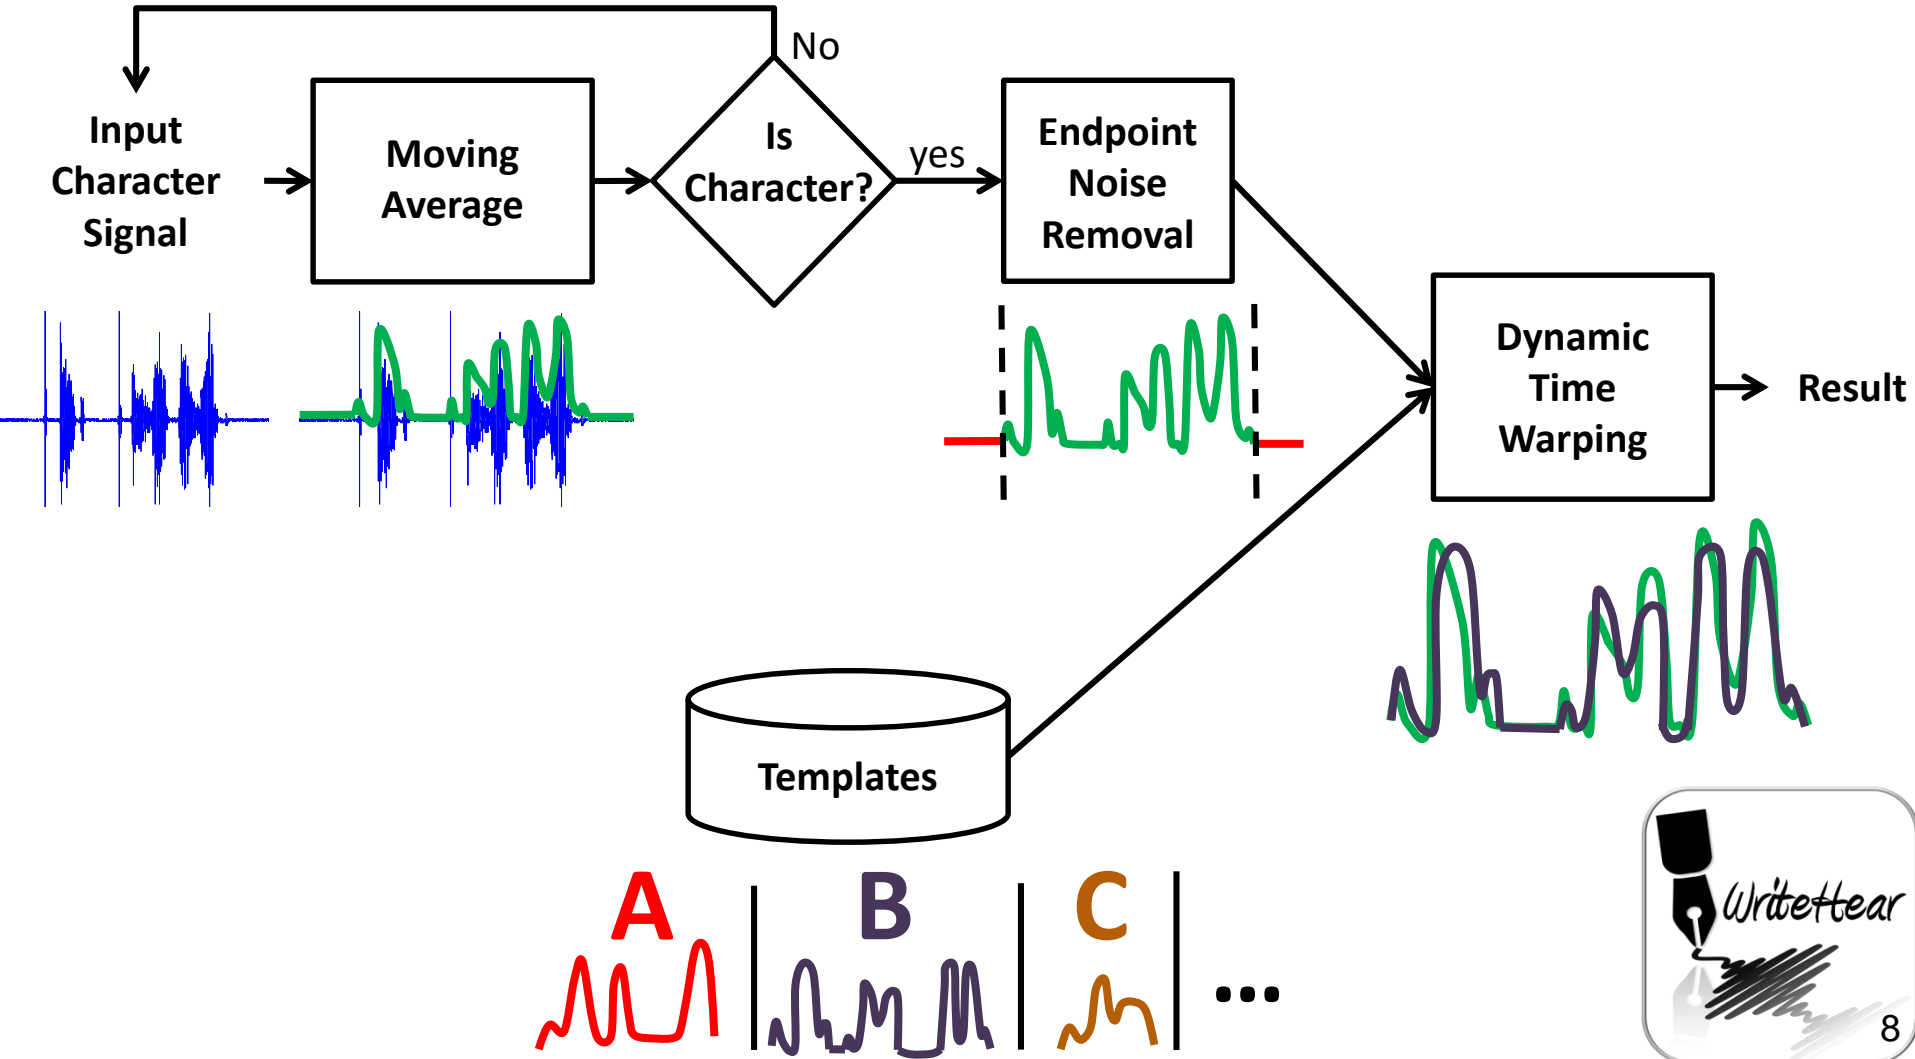 No
Input
Character
Signal
Moving
Average
Is
Character?
yes
Endpoint
Noise
Removal
Dynamic
Time
Warping
Result
Templates
A
B
C
...
WriteHear
8